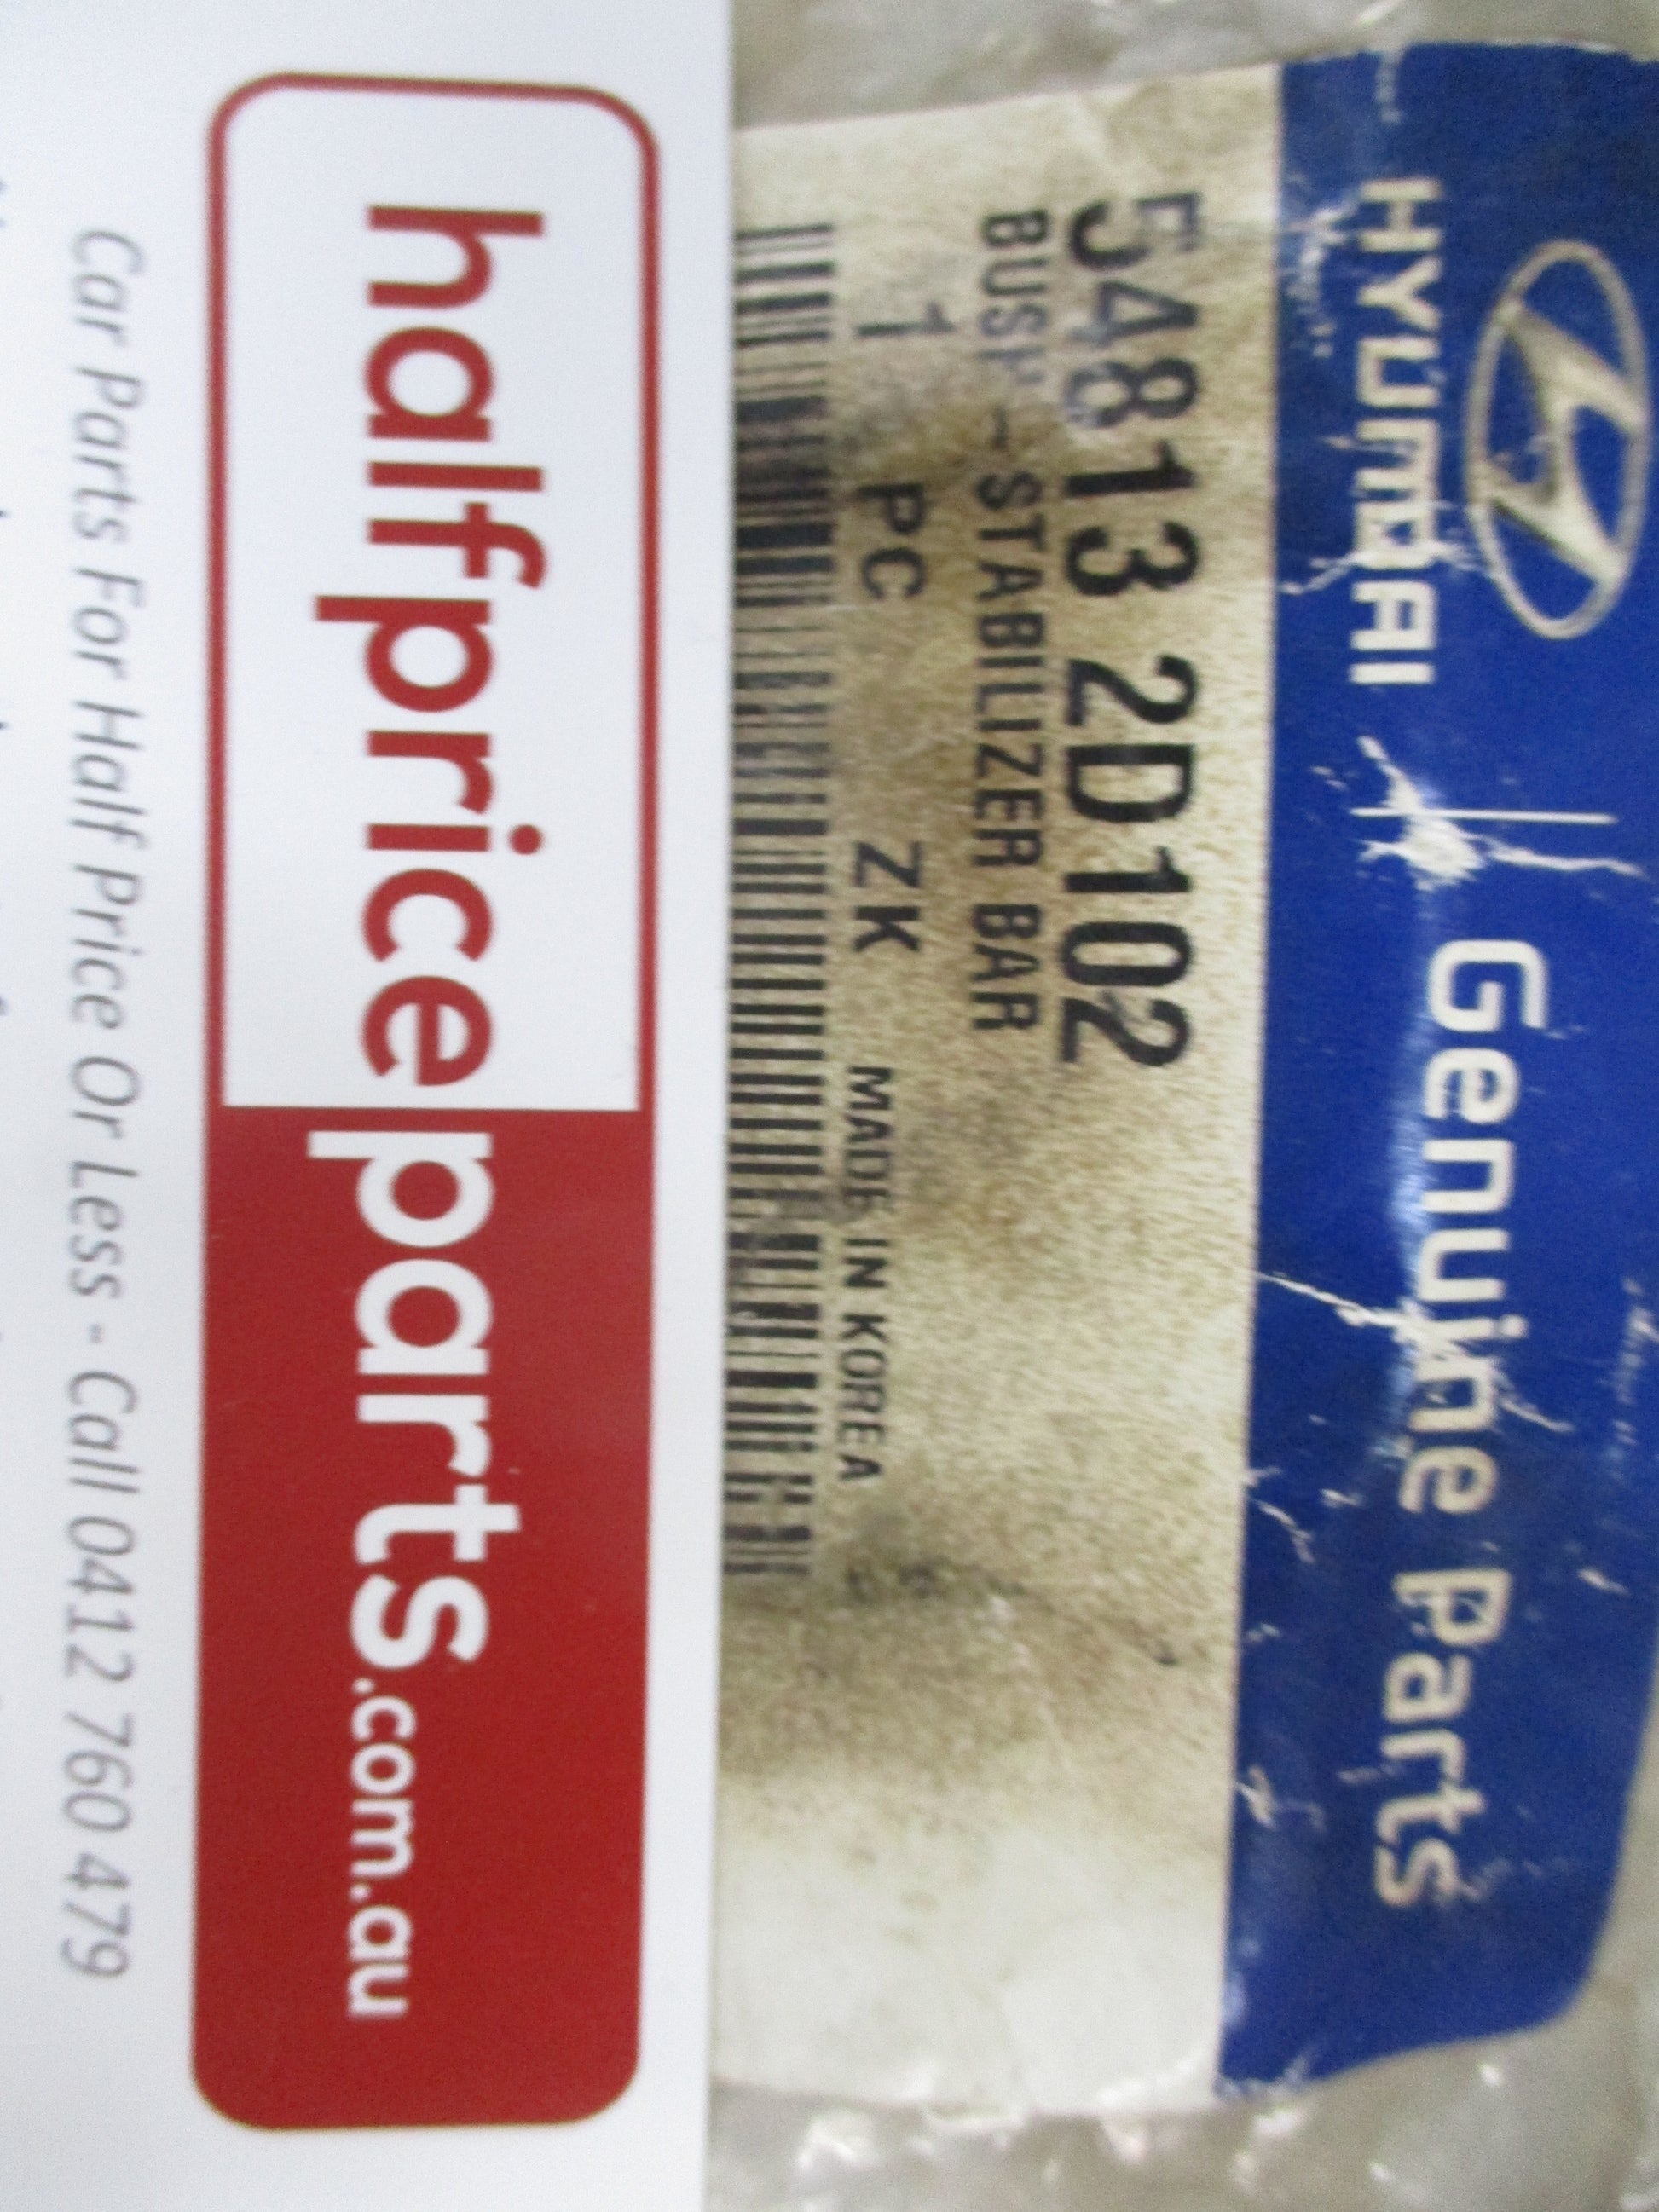 HYUNDAI | Genuine Parts
54813 2D102
BUSH-STABILIZER BAR
1 PC ZK MADE IN KOREA
halfpriceparts.com.au
Car Parts For Half Price Or Less - Call 0412 760 479